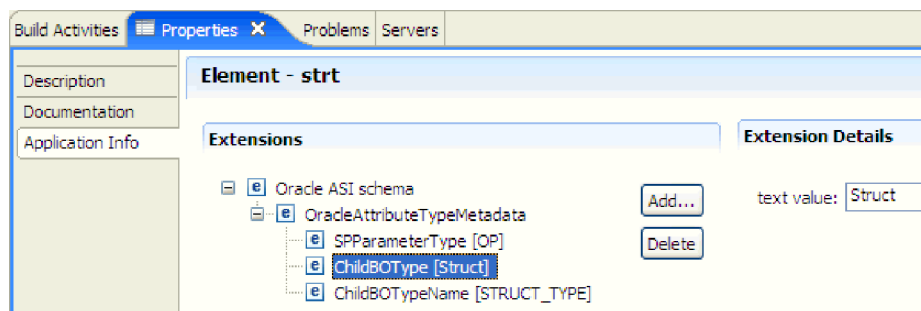 Build Activities Properties Problems Servers
Element - strt
Description
Documentation
Application Info
Extensions
Oracle ASI schema
OracleAttributeTypeMetadata
SPParameterType [OP]
ChildBOType [Struct]
ChildBOTypeName [STRUCT_TYPE]
Add...
Delete
Extension Details
text value: Struct